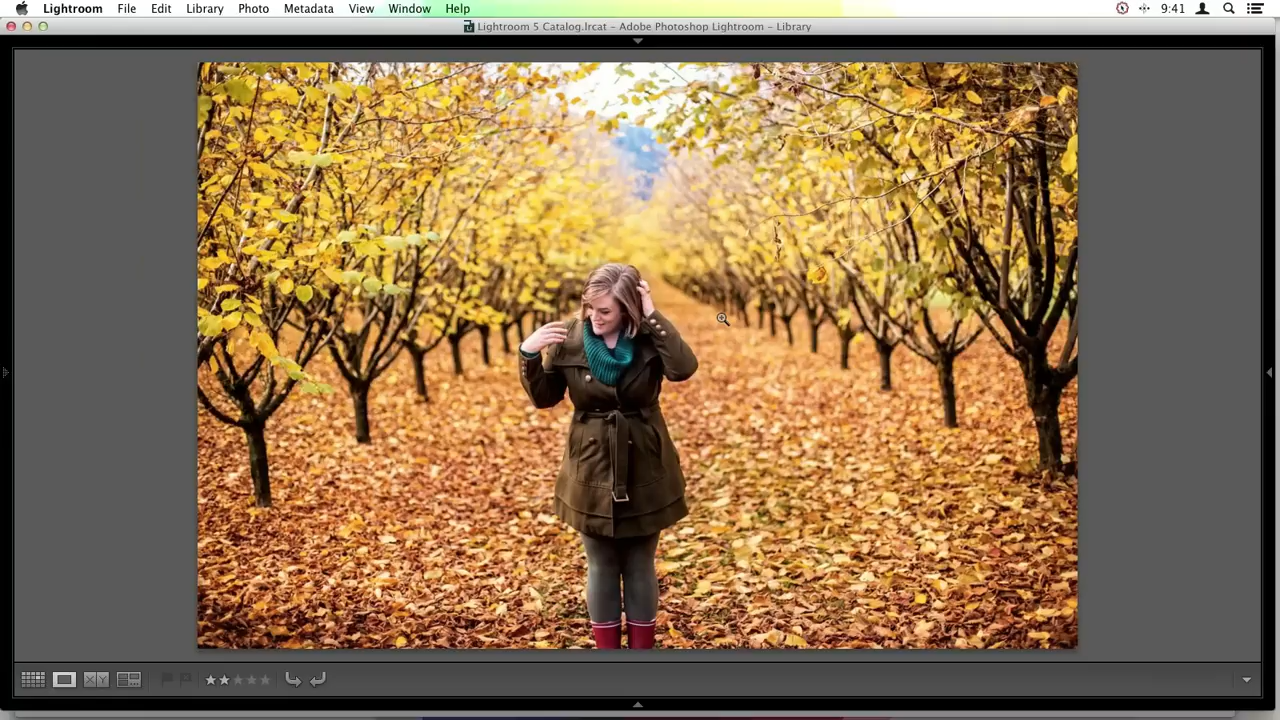 Lightroom File Edit Library Photo Metadata View Window Help 9:41
Lightroom 5 Catalog.lrcat – Adobe Photoshop Lightroom – Library
XY